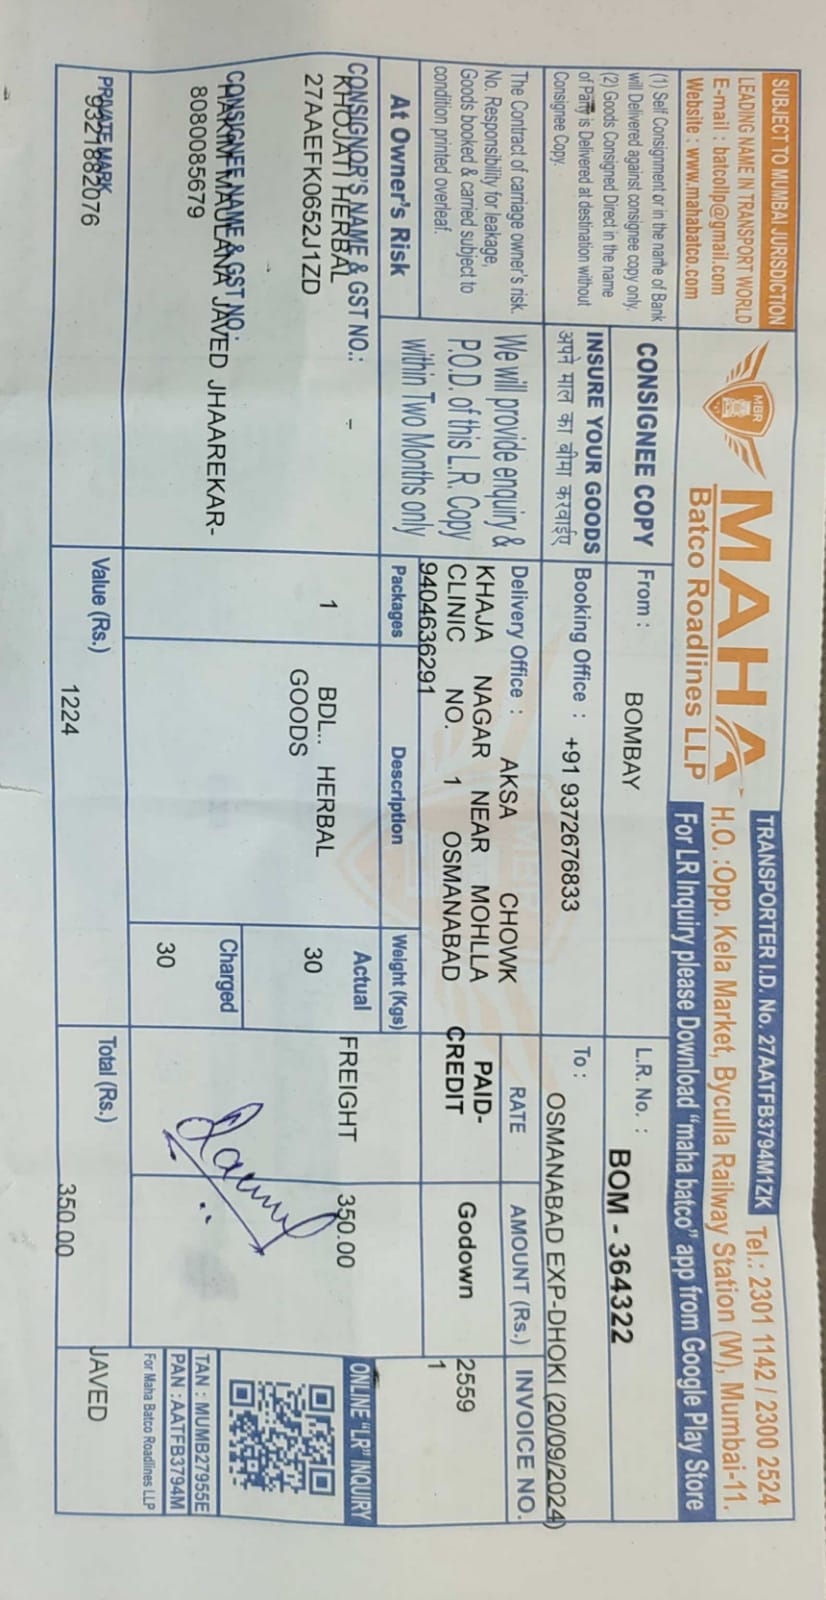 SUBJECT TO MUMBAI JURISDICTION
LEADING NAME IN TRANSPORT WORLD
E-mail : batcollp@gmail.com
Website : www.mahabatco.com
MBR
MAHA
Batco Roadlines LLP
TRANSPORTER I.D. No. 27AATFB3794M1ZK
Tel.: 2301 1142 / 2300 2524
H.O. :Opp. Kela Market, Byculla Railway Station (W), Mumbai-11.
For LR Inquiry please Download "maha batco" app from Google Play Store
(1) Self Consignment or in the name of Bank
will Delivered against consignee copy only.
(2) Goods Consigned Direct in the name
of Party is Delivered at destination without
Consignee Copy.
CONSIGNEE COPY
From : BOMBAY
L.R. No. : BOM - 364322
INSURE YOUR GOODS
अपने माल का बीमा करवाईए
Booking Office : +91 9372676833
To : OSMANABAD EXP-DHOKI (20/09/2024)
The Contract of carriage owner's risk.
No. Responsibility for leakage,
Goods booked & carried subject to
condition printed overleaf.
We will provide enquiry &
P.O.D. of this L.R. Copy
within Two Months only
Delivery Office : AKSA CHOWK
KHAJA NAGAR NEAR MOHLLA
CLINIC NO. 1 OSMANABAD
9404636291
RATE
AMOUNT (Rs.)
INVOICE NO.
PAID-
CREDIT
Godown
2559
1
At Owner's Risk
Packages
Description
Weight (Kgs)
CONSIGNOR'S NAME & GST NO.:
KHOJATI HERBAL -
27AAEFK0652J1ZD
1
BDL.. HERBAL
GOODS
Actual
30
FREIGHT
350.00
ONLINE "LR" INQUIRY
CONSIGNEE NAME & GST NO.:
HAKIM MAULANA JAVED JHAAREKAR-
8080085679
Charged
30
TAN : MUMB27955E
PAN : AATFB3794M
For Maha Batco Roadlines LLP
PRIVATE MARK
9321882076
Value (Rs.)
1224
Total (Rs.)
350.00
JAVED